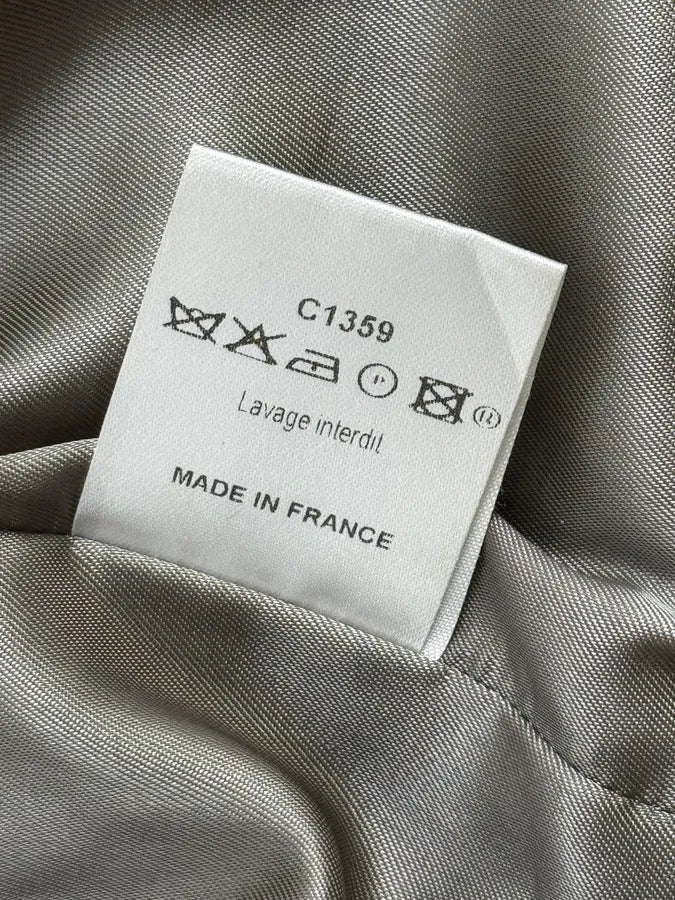 C1359
P ®
Lavage interdit
MADE IN FRANCE